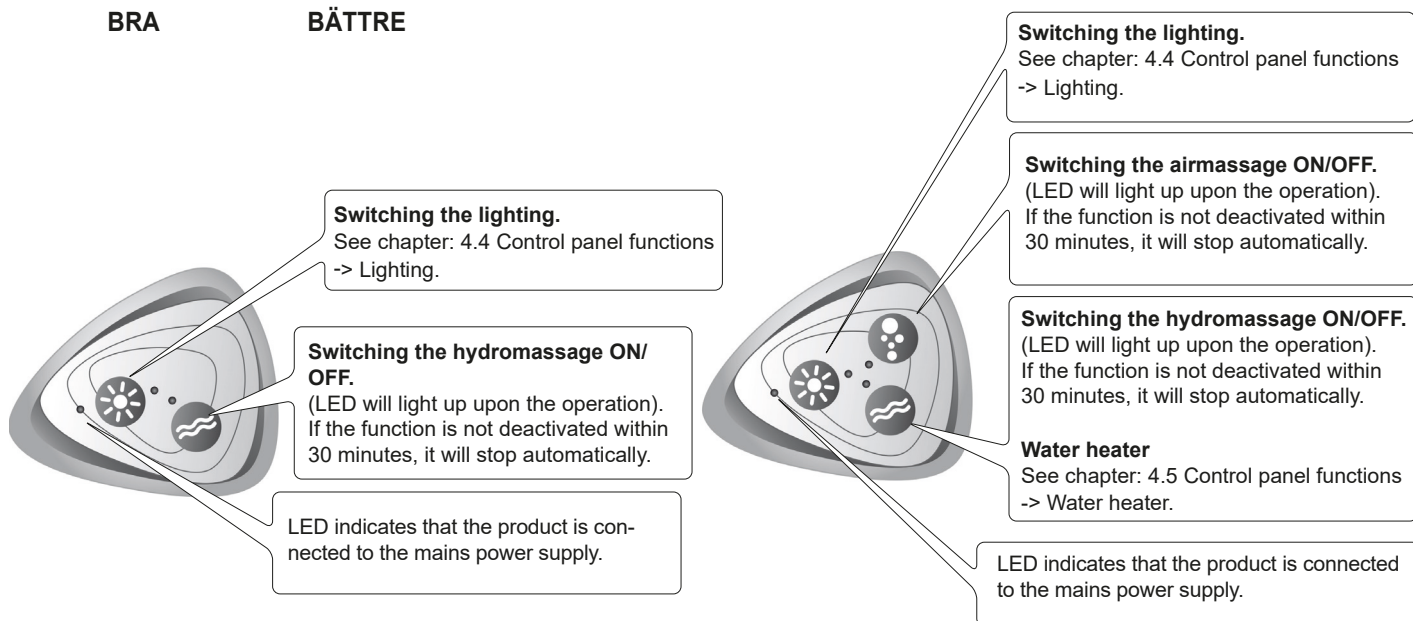 BRA BÄTTRE
Switching the lighting.
See chapter: 4.4 Control panel functions
-> Lighting.
Switching the hydromassage ON/
OFF.
(LED will light up upon the operation).
If the function is not deactivated within
30 minutes, it will stop automatically.
LED indicates that the product is con-
nected to the mains power supply.
Switching the lighting.
See chapter: 4.4 Control panel functions
-> Lighting.
Switching the airmassage ON/OFF.
(LED will light up upon the operation).
If the function is not deactivated within
30 minutes, it will stop automatically.
Switching the hydromassage ON/OFF.
(LED will light up upon the operation).
If the function is not deactivated within
30 minutes, it will stop automatically.
Water heater
See chapter: 4.5 Control panel functions
-> Water heater.
LED indicates that the product is connected
to the mains power supply.